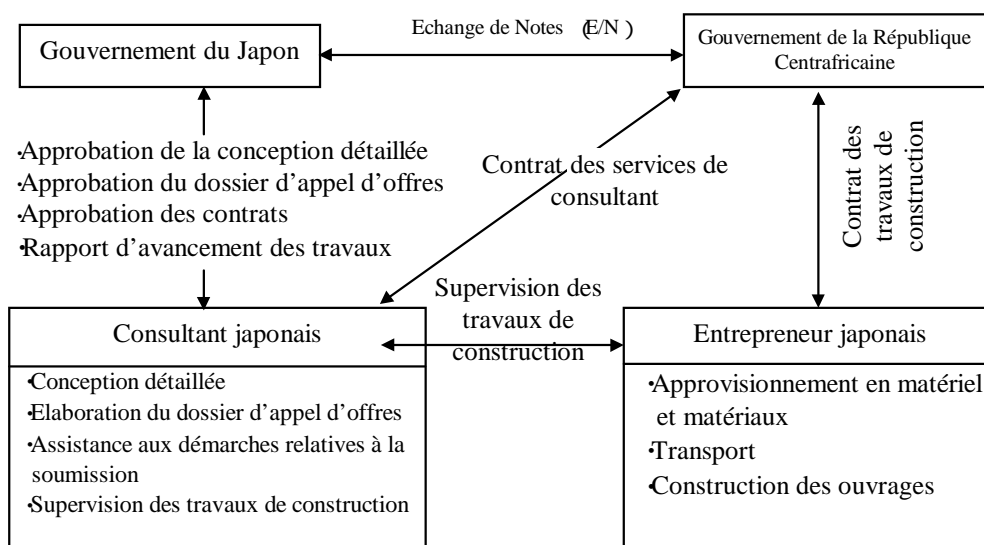 Gouvernement du Japon
Echange de Notes (E/N)
Gouvernement de la République
Centrafricaine
·Approbation de la conception détaillée
·Approbation du dossier d'appel d'offres
·Approbation des contrats
·Rapport d'avancement des travaux
Contrat des services de
consultant
Contrat des
travaux de
construction
Supervision des
travaux de
construction
Consultant japonais
·Conception détaillée
·Elaboration du dossier d'appel d'offres
·Assistance aux démarches relatives à la
soumission
·Supervision des travaux de construction
Entrepreneur japonais
·Approvisionnement en matériel
et matériaux
·Transport
·Construction des ouvrages